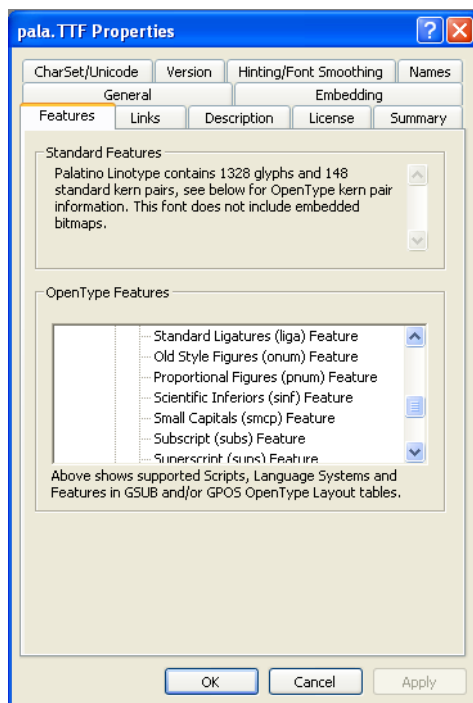 pala.TTF Properties
CharSet/Unicode Version Hinting/Font Smoothing Names
General Embedding
Features Links Description License Summary
Standard Features
Palatino Linotype contains 1328 glyphs and 148
standard kern pairs, see below for OpenType kern pair
information. This font does not include embedded
bitmaps.
OpenType Features
Standard Ligatures (liga) Feature
Old Style Figures (onum) Feature
Proportional Figures (pnum) Feature
Scientific Inferiors (sinf) Feature
Small Capitals (smcp) Feature
Subscript (subs) Feature
Superscript (sups) Feature
Above shows supported Scripts, Language Systems and
Features in GSUB and/or GPOS OpenType Layout tables.
OK Cancel Apply